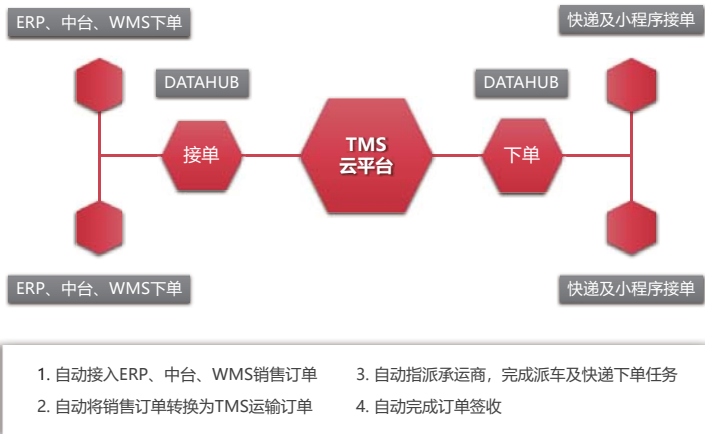 ERP、中台、WMS下单
快递及小程序接单
DATAHUB
DATAHUB
接单
TMS
云平台
下单
ERP、中台、WMS下单
快递及小程序接单
1. 自动接入ERP、中台、WMS销售订单
2. 自动将销售订单转换为TMS运输订单
3. 自动指派承运商，完成派车及快递下单任务
4. 自动完成订单签收